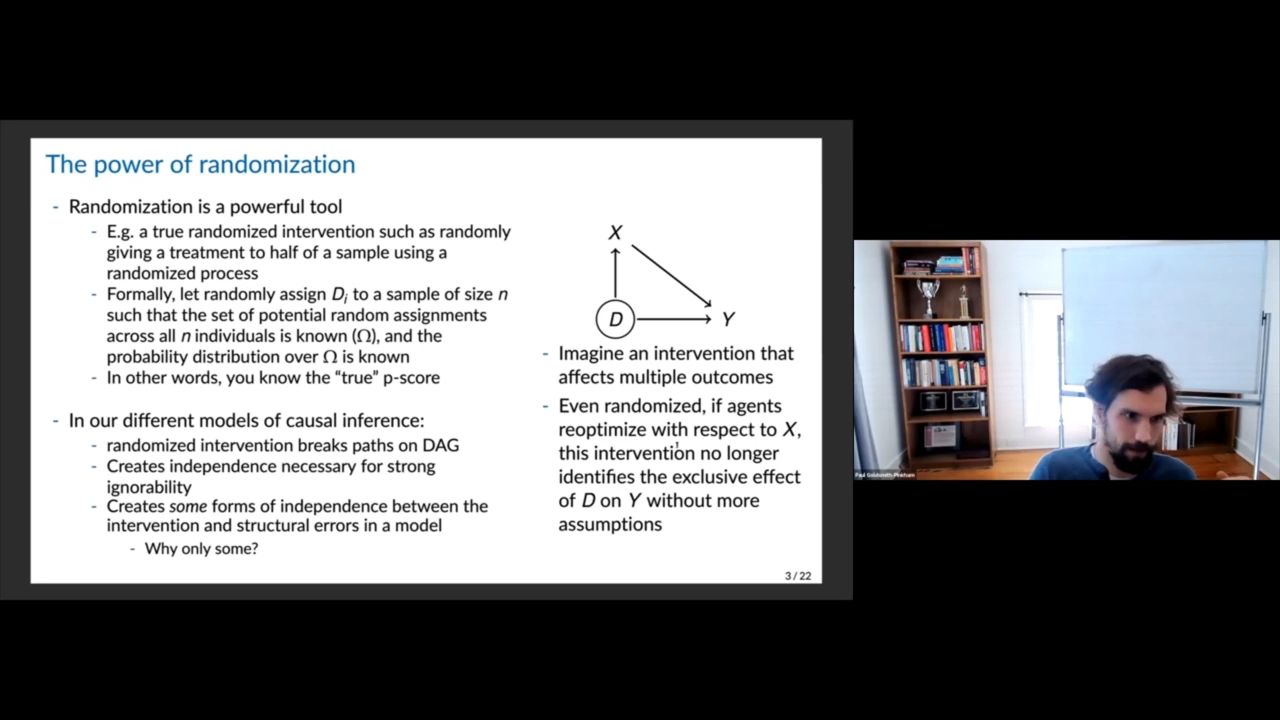 The power of randomization
- Randomization is a powerful tool
- E.g. a true randomized intervention such as randomly
giving a treatment to half of a sample using a
randomized process
- Formally, let randomly assign Di to a sample of size n
such that the set of potential random assignments
across all n individuals is known (Ω), and the
probability distribution over Ω is known
- In other words, you know the “true” p-score
- In our different models of causal inference:
- randomized intervention breaks paths on DAG
- Creates independence necessary for strong
ignorability
- Creates some forms of independence between the
intervention and structural errors in a model
- Why only some?
X
D
Y
- Imagine an intervention that
affects multiple outcomes
- Even randomized, if agents
reoptimize with respect to X,
this intervention no longer
identifies the exclusive effect
of D on Y without more
assumptions
3 / 22
Paul Goldsmith-Pinkham